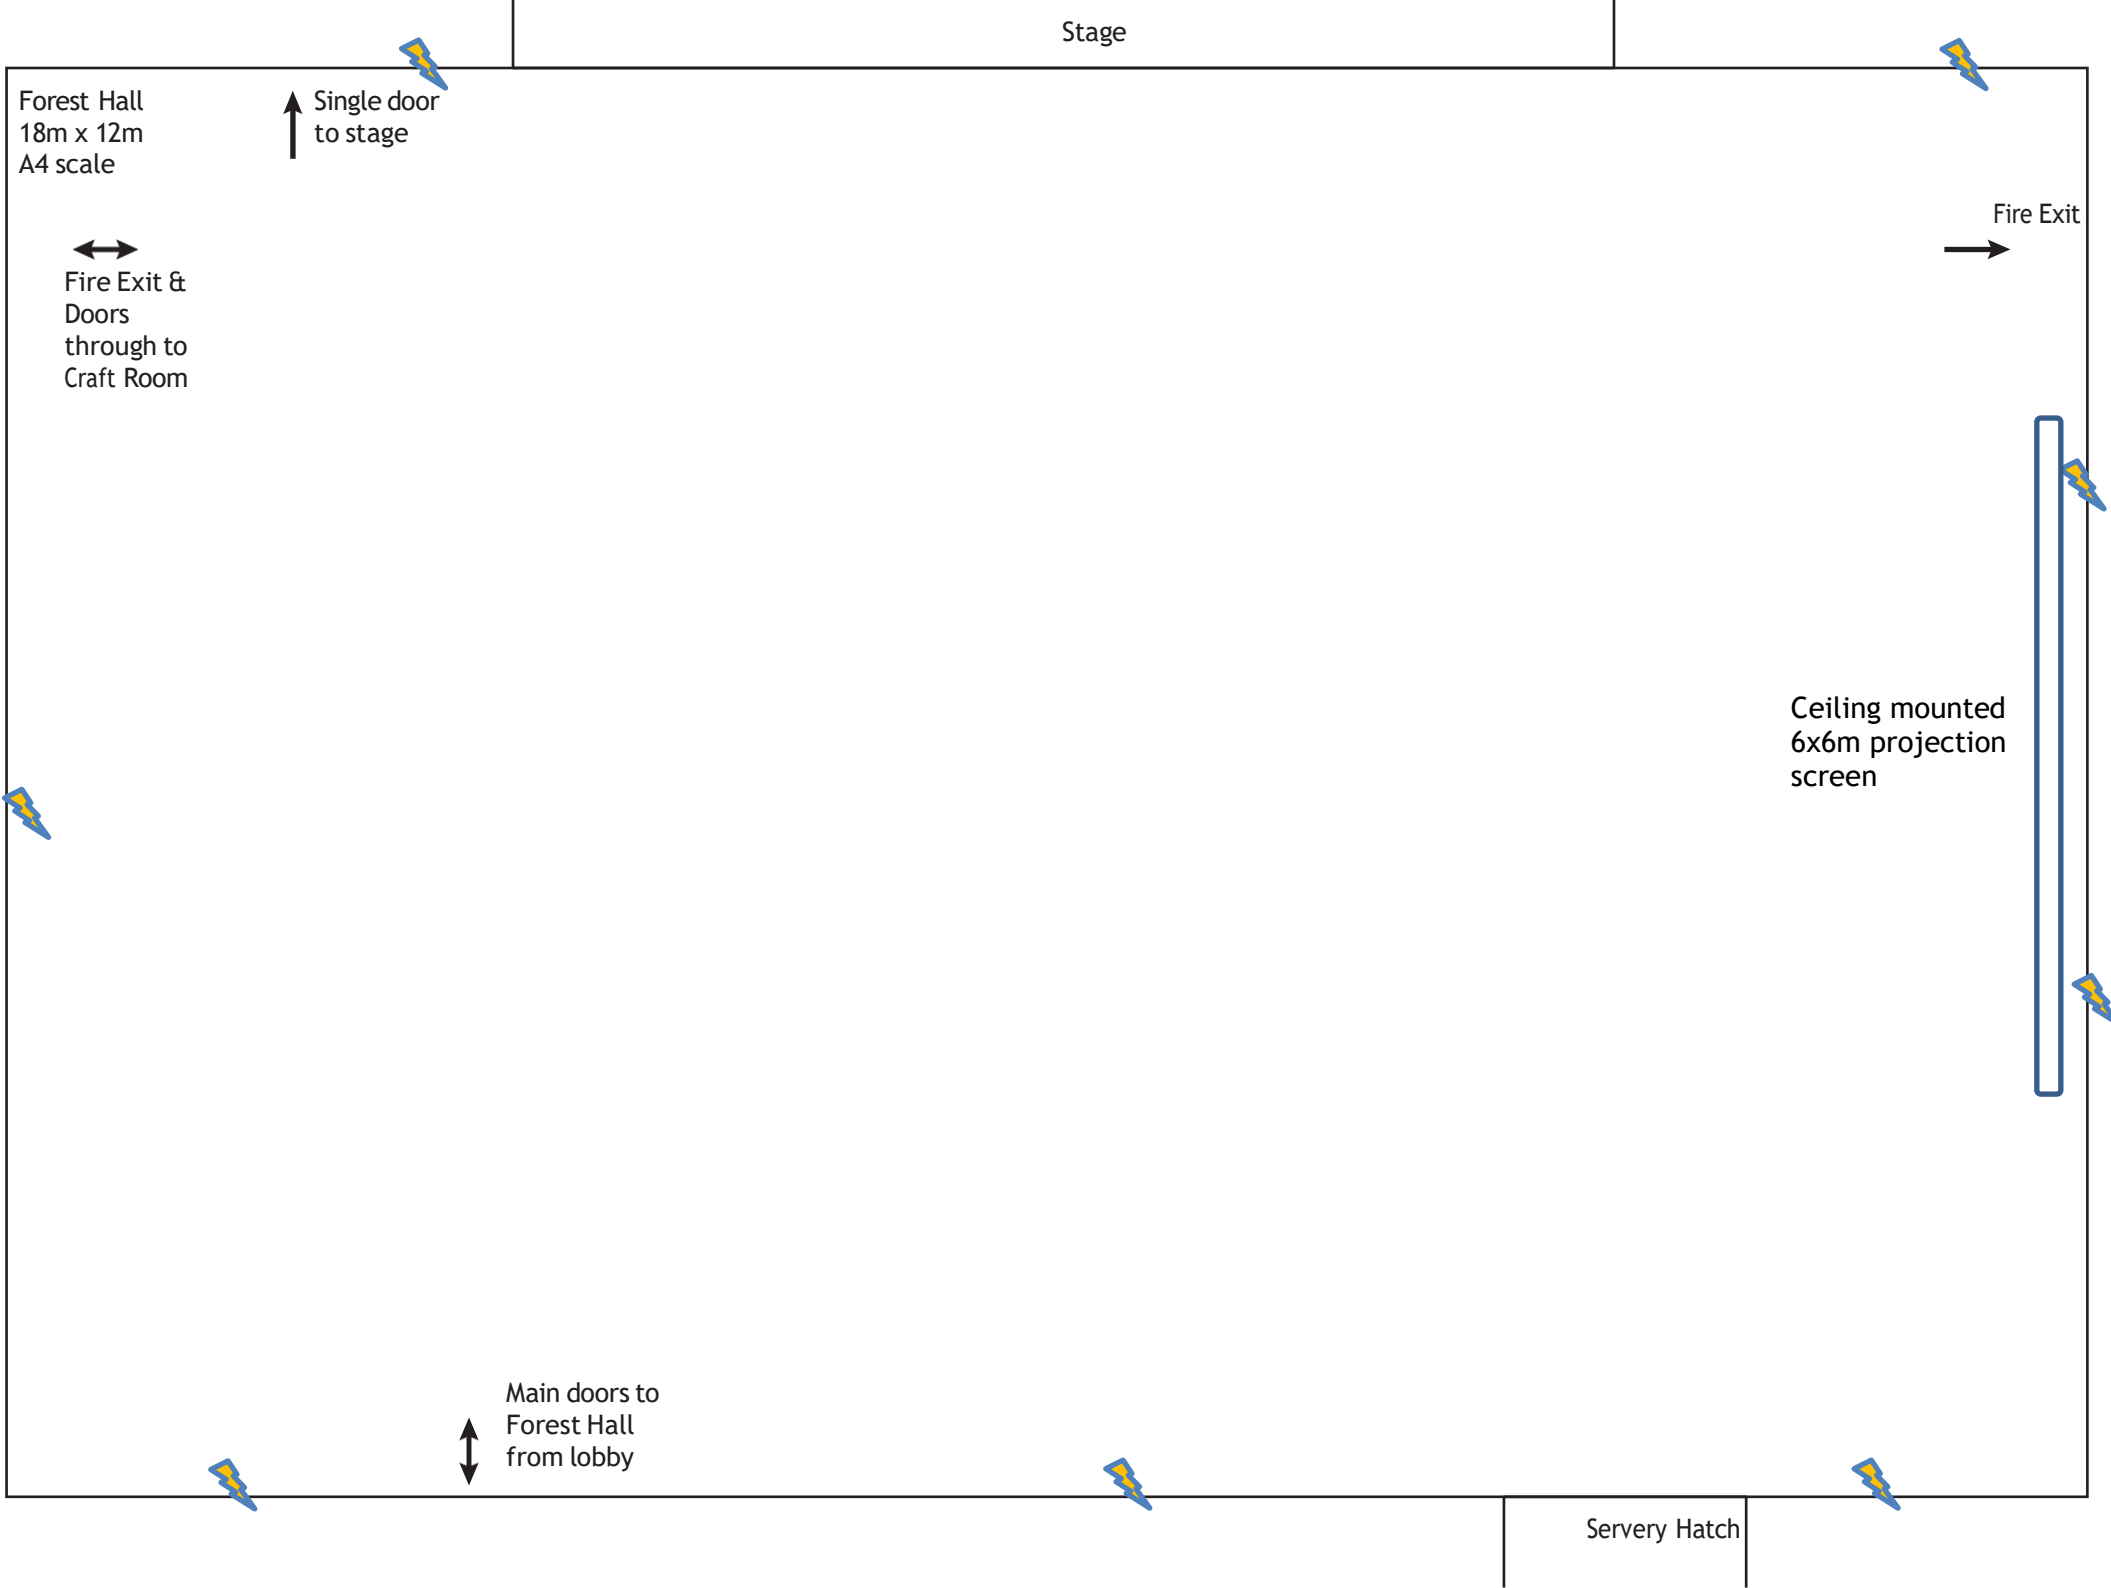 Stage
Forest Hall
18m x 12m
A4 scale
Single door
to stage
Fire Exit
Fire Exit &
Doors
through to
Craft Room
Ceiling mounted
6x6m projection
screen
Main doors to
Forest Hall
from lobby
Servery Hatch